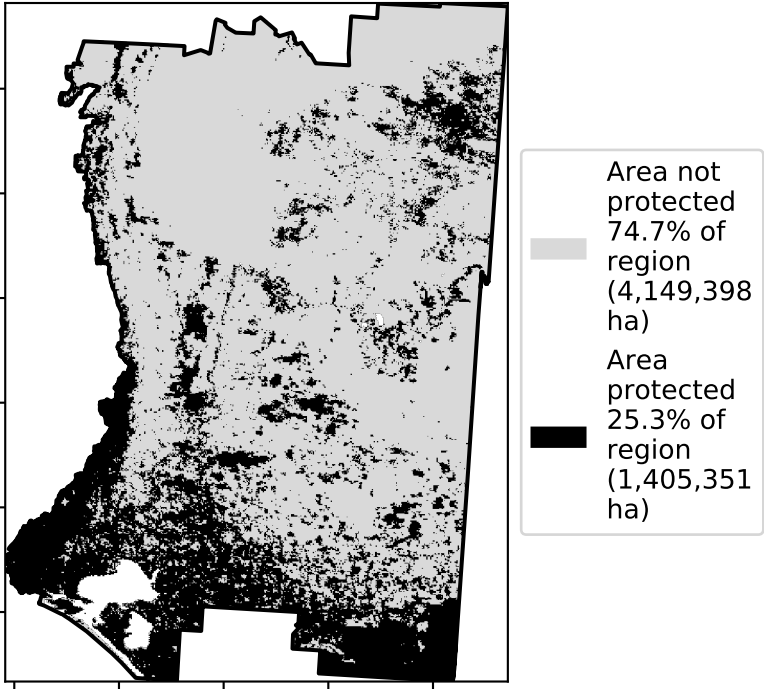 Area not
protected
74.7% of
region
(4,149,398
ha)
Area
protected
25.3% of
region
(1,405,351
ha)